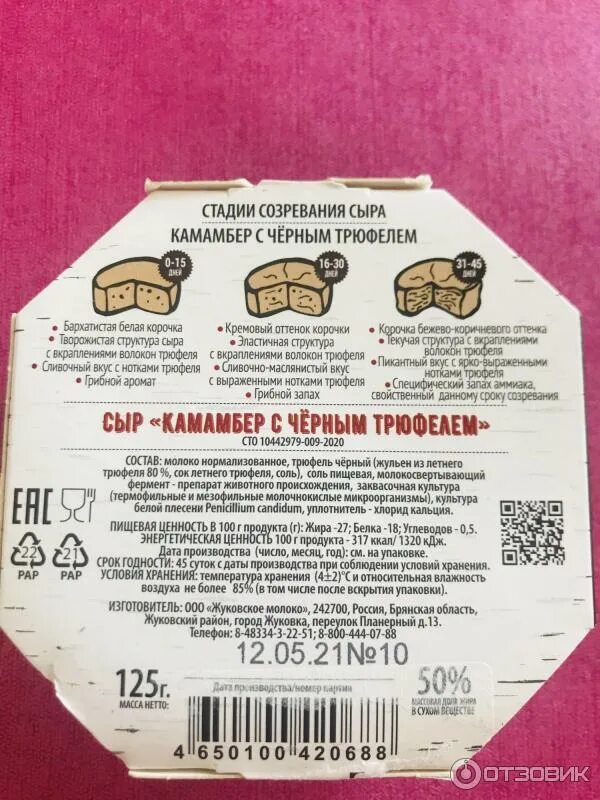 СТАДИИ СОЗРЕВАНИЯ СЫРА
КАМАМБЕР С ЧЁРНЫМ ТРЮФЕЛЕМ
0-15 ДНЕЙ
• Бархатистая белая корочка
• Творожистая структура сыра
с вкраплениями волокон трюфеля
• Сливочный вкус с нотками трюфеля
• Грибной аромат
16-30 ДНЕЙ
• Кремовый оттенок корочки
• Эластичная структура
с вкраплениями волокон трюфеля
• Сливочно-маслянистый вкус
с выраженными нотками трюфеля
• Грибной запах
31-45 ДНЕЙ
• Корочка бежево-коричневого оттенка
• Текучая структура с вкраплениями
волокон трюфеля
• Пикантный вкус с ярко-выраженными
нотками трюфеля
• Специфический запах аммиака,
свойственный данному сроку созревания
СЫР «КАМАМБЕР С ЧЁРНЫМ ТРЮФЕЛЕМ»
СТО 10442979-009-2020
СОСТАВ: молоко нормализованное, трюфель чёрный (жульен из летнего
трюфеля 80 %, сок летнего трюфеля, соль), соль пищевая, молокосвертывающий
фермент - препарат животного происхождения, заквасочная культура
(термофильные и мезофильные молочнокислые микроорганизмы), культура
белой плесени Penicillium candidum, уплотнитель - хлорид кальция.
ПИЩЕВАЯ ЦЕННОСТЬ В 100 г продукта (г): Жира -27; Белка -18; Углеводов - 0,5.
ЭНЕРГЕТИЧЕСКАЯ ЦЕННОСТЬ 100 г продукта - 317 ккал/ 1320 кДж.
Дата производства (число, месяц, год): см. на упаковке.
СРОК ГОДНОСТИ: 45 суток с даты производства при соблюдении условий хранения.
УСЛОВИЯ ХРАНЕНИЯ: температура хранения (4±2)°С и относительная влажность
воздуха не более 85% (в том числе после вскрытия упаковки).
ИЗГОТОВИТЕЛЬ: ООО «Жуковское молоко», 242700, Россия, Брянская область,
Жуковский район, город Жуковка, переулок Планерный д.13.
Телефон: 8-48334-3-22-51; 8-800-444-07-88
EAC
22
PAP
21
PAP
12.05.21№10
Дата производства/номер партии
125г.
МАССА НЕТТО:
50%
МАССОВАЯ ДОЛЯ ЖИРА
В СУХОМ ВЕЩЕСТВЕ
4 650100 420688
ОТЗОВИК